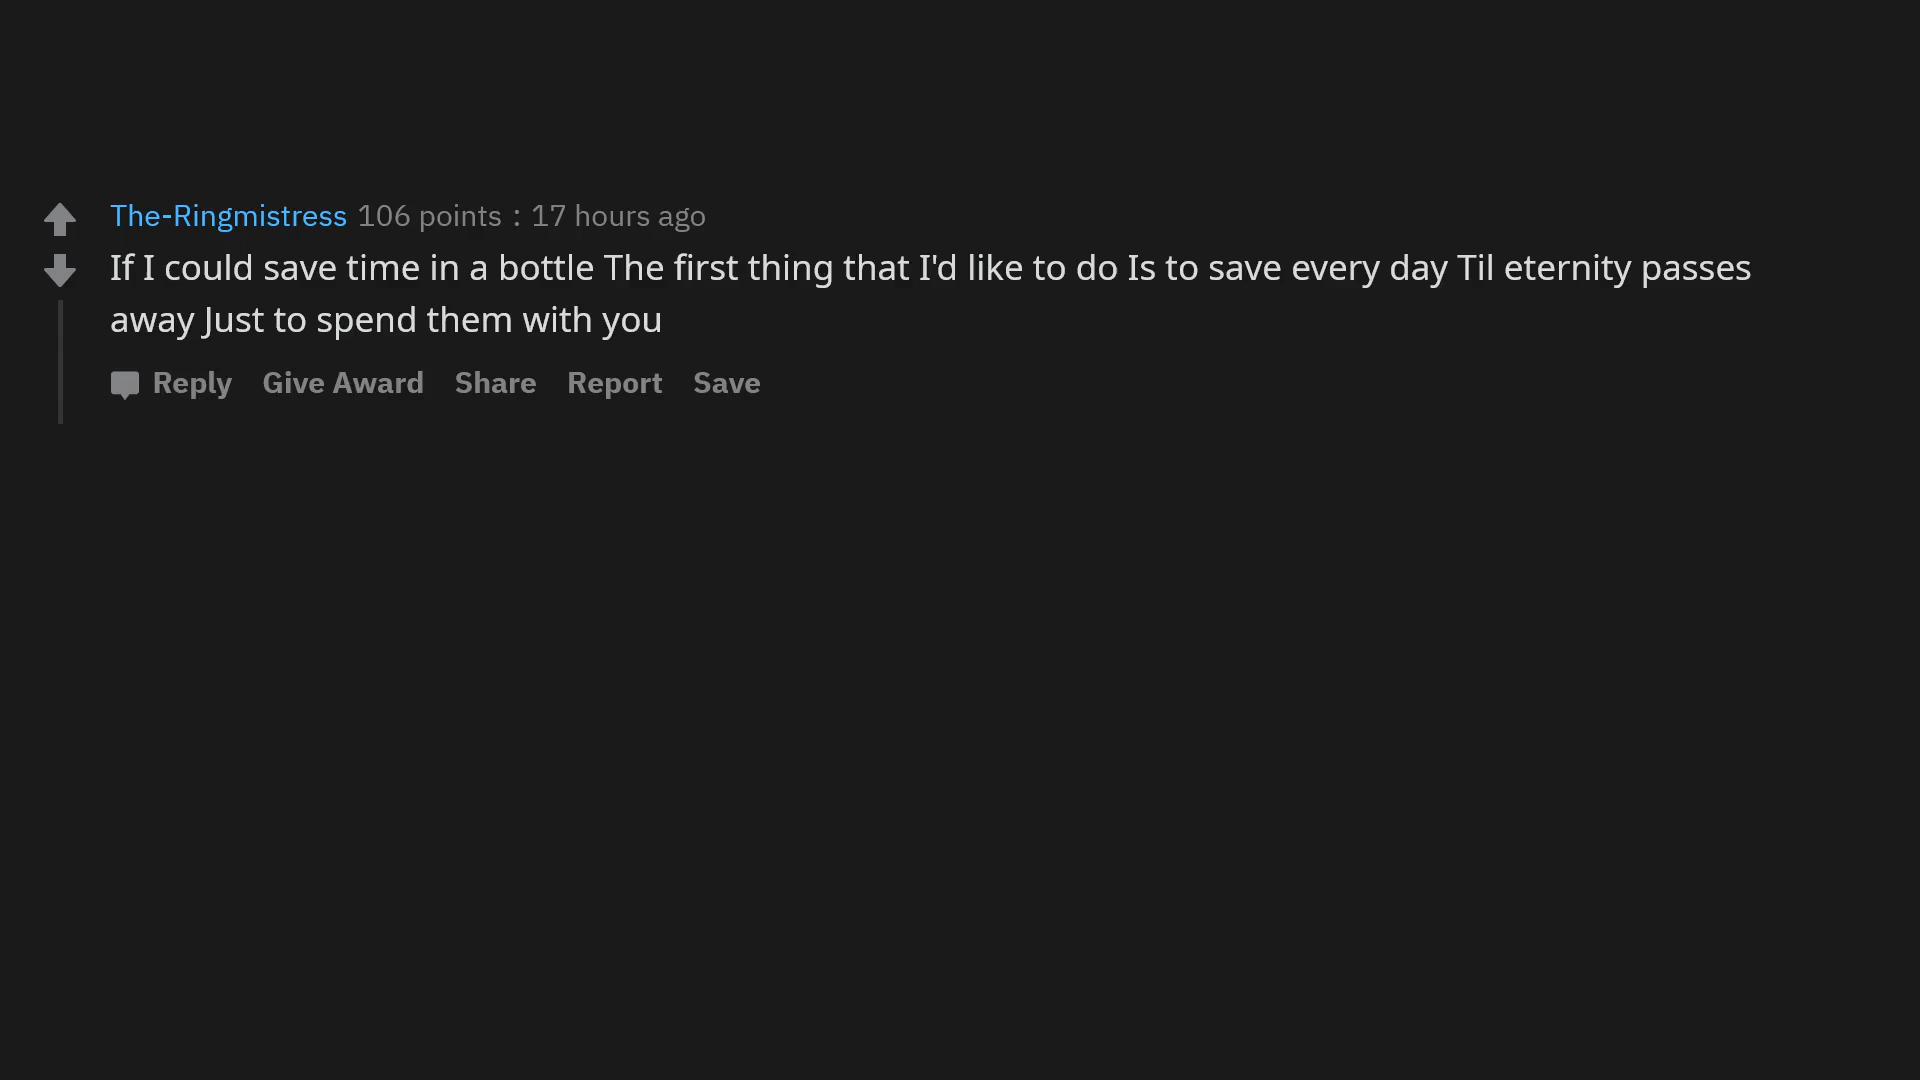 The-Ringmistress 106 points : 17 hours ago
If I could save time in a bottle The first thing that I'd like to do Is to save every day Til eternity passes
away Just to spend them with you
Reply Give Award Share Report Save